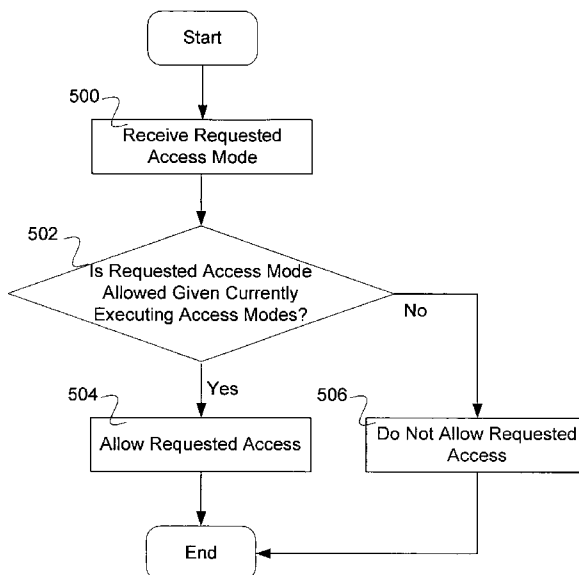 Start
500
Receive Requested
Access Mode
502
Is Requested Access Mode
Allowed Given Currently
Executing Access Modes?
No
Yes
504
Allow Requested Access
506
Do Not Allow Requested
Access
End